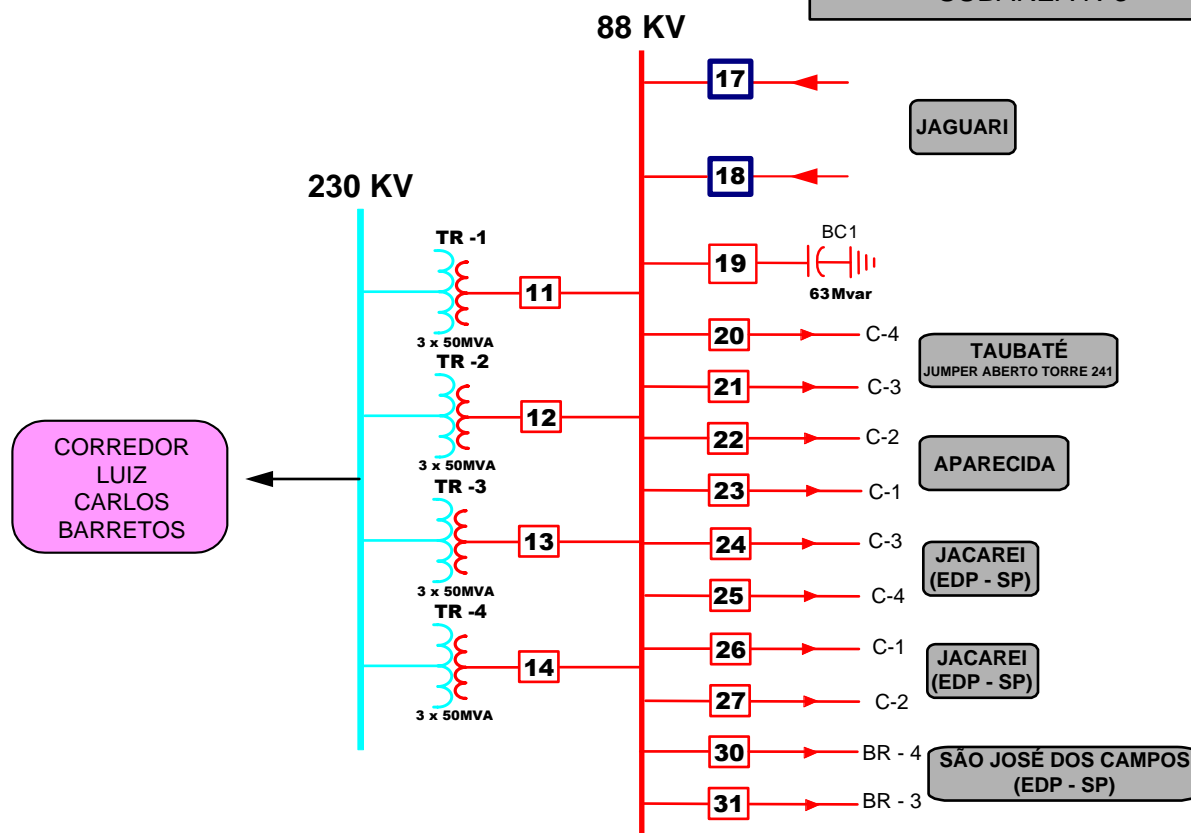 88 KV
17
JAGUARI
18
230 KV
TR -1
BC1
19
63Mvar
11
3 x 50MVA
20
C-4
TAUBATÉ
JUMPER ABERTO TORRE 241
TR -2
21
C-3
12
22
C-2
APARECIDA
3 x 50MVA
23
C-1
CORREDOR
LUIZ
CARLOS
BARRETOS
TR -3
13
24
C-3
JACAREI
(EDP - SP)
3 x 50MVA
25
C-4
TR -4
14
26
C-1
JACAREI
(EDP - SP)
27
C-2
3 x 50MVA
30
BR - 4
SÃO JOSÉ DOS CAMPOS
(EDP - SP)
31
BR - 3